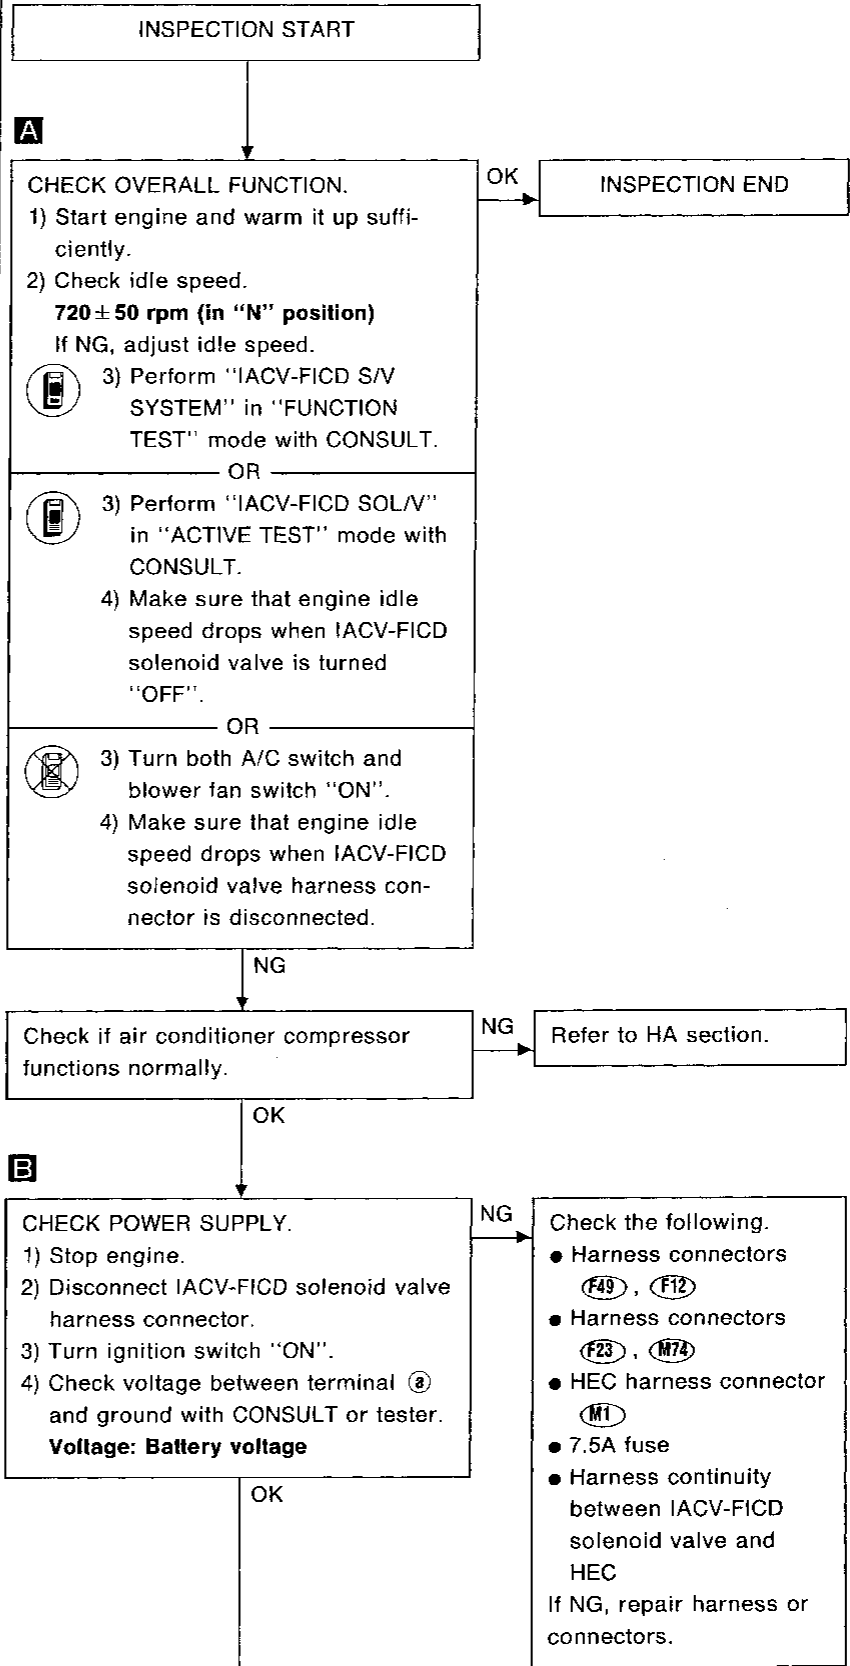 INSPECTION START
A
CHECK OVERALL FUNCTION.
1) Start engine and warm it up suffi-
ciently.
2) Check idle speed.
720±50 rpm (in "N" position)
If NG, adjust idle speed.
3) Perform "IACV-FICD S/V
SYSTEM" in "FUNCTION
TEST" mode with CONSULT.
OR
3) Perform "IACV-FICD SOL/V"
in "ACTIVE TEST" mode with
CONSULT.
4) Make sure that engine idle
speed drops when IACV-FICD
solenoid valve is turned
"OFF".
OR
3) Turn both A/C switch and
blower fan switch "ON".
4) Make sure that engine idle
speed drops when IACV-FICD
solenoid valve harness con-
nector is disconnected.
OK
INSPECTION END
NG
Check if air conditioner compressor
functions normally.
NG
Refer to HA section.
OK
B
CHECK POWER SUPPLY.
1) Stop engine.
2) Disconnect IACV-FICD solenoid valve
harness connector.
3) Turn ignition switch "ON".
4) Check voltage between terminal ⓐ
and ground with CONSULT or tester.
Voltage: Battery voltage
NG
Check the following.
● Harness connectors
F49 , F12
● Harness connectors
F23 , M74
● HEC harness connector
M1
● 7.5A fuse
● Harness continuity
between IACV-FICD
solenoid valve and
HEC
If NG, repair harness or
connectors.
OK